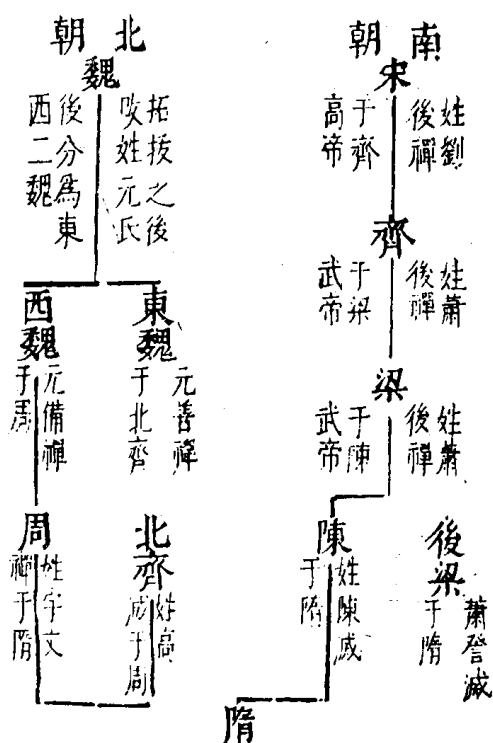 南朝
宋
姓劉
後禪
于齊
高帝
齊
姓蕭
後禪
于梁
武帝
梁
姓蕭
後禪
于陳
武帝
後梁
蕭詧滅
于隋
陳
姓陳滅
于隋
北朝
魏
拓拔之後
改姓元氏
後分爲東
西二魏
東魏
元善禪
于北齊
西魏
元備禪
于周
北齊
姓高
滅于周
周
姓宇文
禪于隋
隋